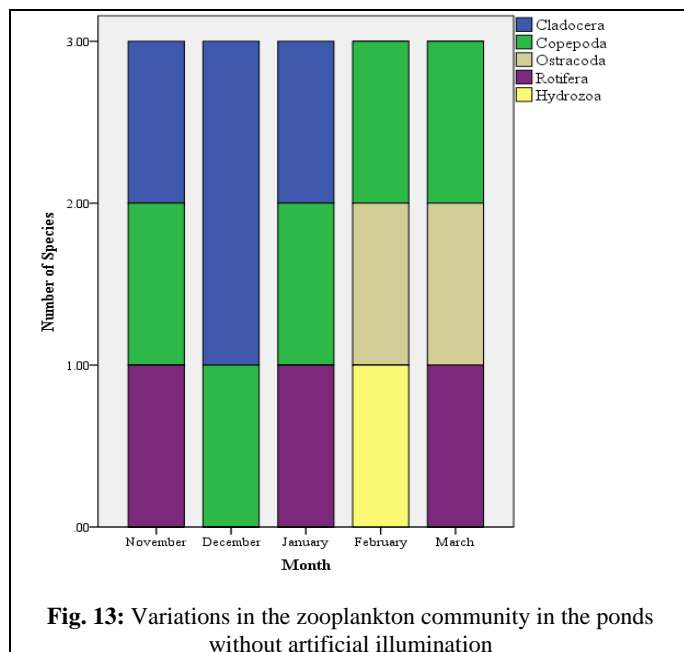 Cladocera
Copepoda
Ostracoda
Rotifera
Hydrozoa
3.00
2.00
1.00
.00
Number of Species
November December January February March
Month
Fig. 13: Variations in the zooplankton community in the ponds
without artificial illumination